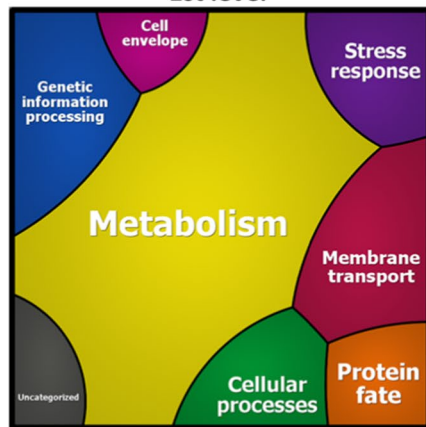 Cell
envelope
Stress
response
Genetic
information
processing
Metabolism
Membrane
transport
Uncategorized
Cellular
processes
Protein
fate